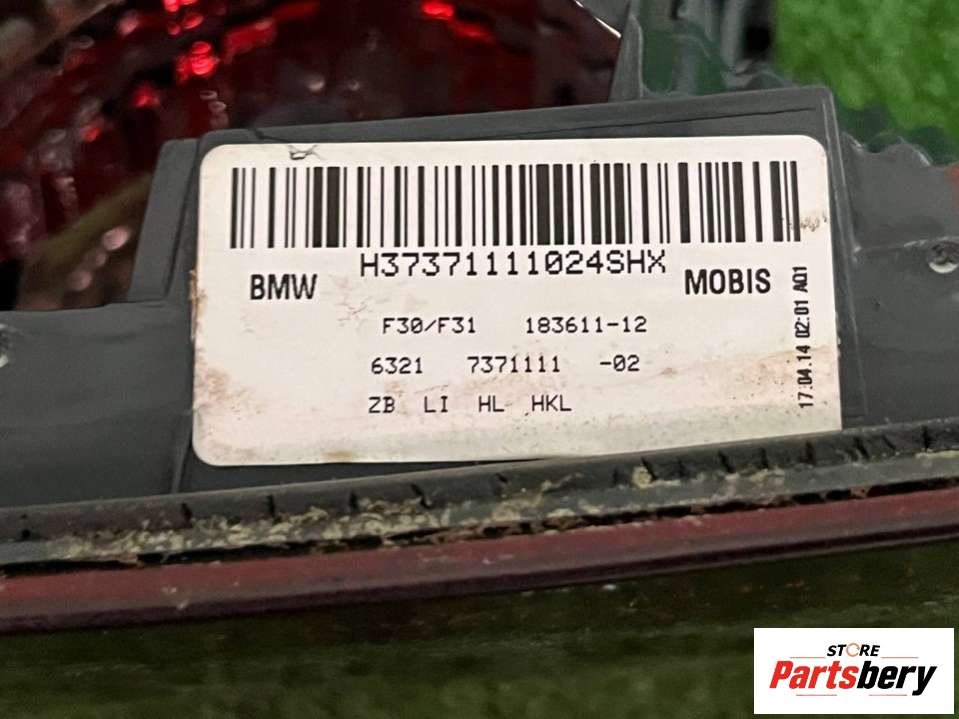 H37371111024SHX
BMW MOBIS
F30/F31 183611-12
6321 7371111 -02
ZB LI HL HKL
17.04.14 02:01 A01
STORE
Partsbery